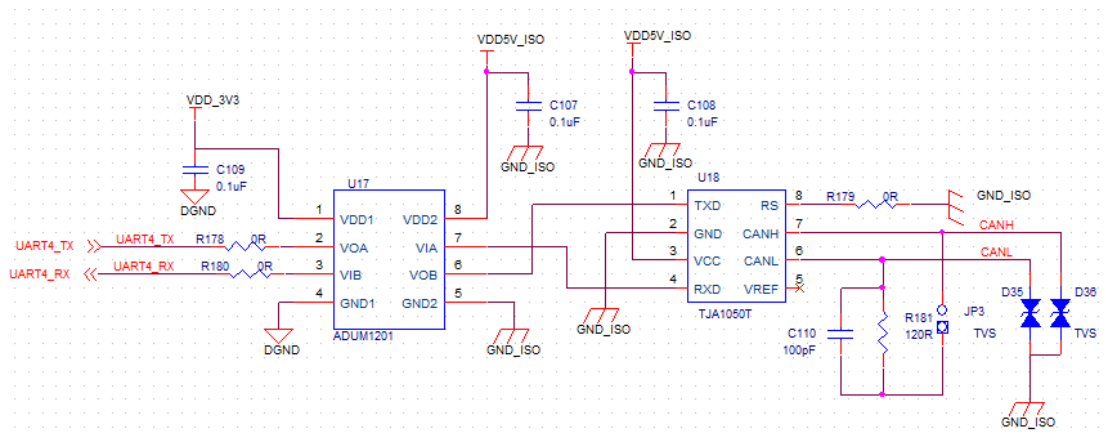 VDD5V_ISO
VDD5V_ISO
VDD_3V3
C107
0.1uF
C108
0.1uF
GND_ISO
GND_ISO
C109
0.1uF
DGND
U17
U18
1 VDD1 VDD2 8
2 VOA VIA 7
3 VIB VOB 6
4 GND1 GND2 5
ADUM1201
UART4_TX UART4_TX R178 0R
UART4_RX UART4_RX R180 0R
DGND
GND_ISO
1 TXD RS 8
2 GND CANH 7
3 VCC CANL 6
4 RXD VREF 5
TJA1050T
R179 0R
GND_ISO
CANH
CANL
GND_ISO
C110
100pF
R181
120R
JP3
D35
TVS
D36
TVS
GND_ISO